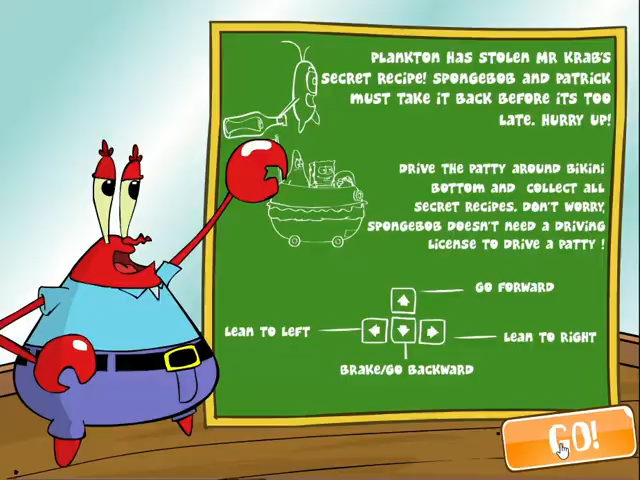 PLANKTON HAS STOLEN MR KRAB'S
SECRET RECIPE! SPONGEBOB AND PATRICK
MUST TAKE IT BACK BEFORE ITS TOO
LATE. HURRY UP!
DRIVE THE PATTY AROUND BIKINI
BOTTOM AND COLLECT ALL
SECRET RECIPES. DON'T WORRY,
SPONGEBOB DOESN'T NEED A DRIVING
LICENSE TO DRIVE A PATTY !
GO FORWARD
LEAN TO LEFT
LEAN TO RIGHT
BRAKE/GO BACKWARD
GO!